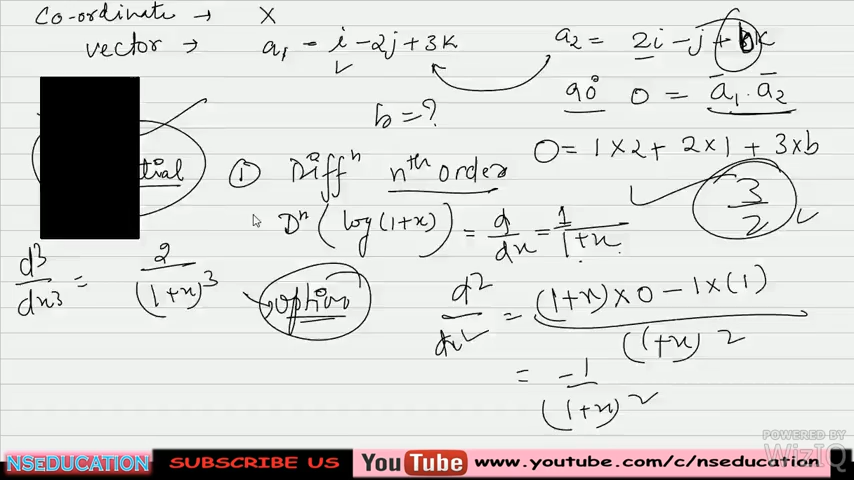 Co-ordinate → X
vector → a₁ = i - 2j + 3k a₂ = 2i - j + bk
90° 0 = a̅₁ . a̅₂
b = ?
0 = 1 x 2 + 2 x 1 + 3 x b
① Diffⁿ nᵗʰ order
3/2
Dⁿ (log(1+x)) = d/dx = 1/(1+x)
d³/dx³ = 2/(1+x)³ option
d²/dx² = ((1+x) x 0 - 1 x (1))/(1+x)²
= -1/(1+x)²
POWERED BY
WizIQ
NSEDUCATION SUBSCRIBE US YouTube www.youtube.com/c/nseducation